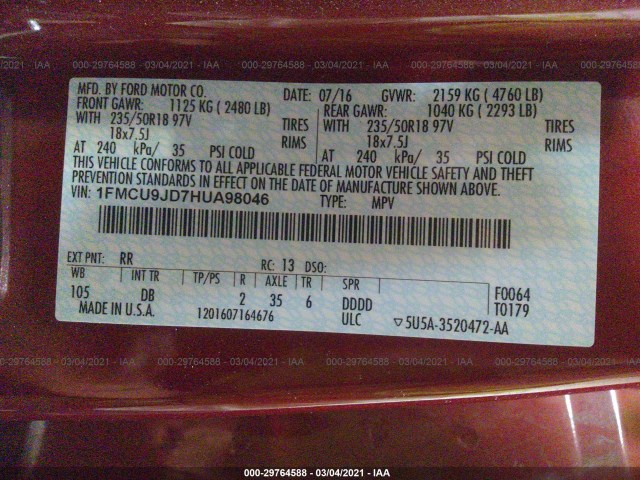 000-29764588 - 03/04/2021 - IAA
MFD. BY FORD MOTOR CO. DATE: 07/16 GVWR: 2159 KG ( 4760 LB)
FRONT GAWR: 1125 KG ( 2480 LB) REAR GAWR: 1040 KG ( 2293 LB)
WITH 235/50R18 97V TIRES WITH 235/50R18 97V TIRES
18x7.5J RIMS 18x7.5J RIMS
AT 240 kPa/ 35 PSI COLD AT 240 kPa/ 35 PSI COLD
THIS VEHICLE CONFORMS TO ALL APPLICABLE FEDERAL MOTOR VEHICLE SAFETY AND THEFT
PREVENTION STANDARDS IN EFFECT ON THE DATE OF MANUFACTURE SHOWN ABOVE.
VIN: 1FMCU9JD7HUA98046 TYPE: MPV
EXT PNT: RR RC: 13 DSO:
WB INT TR TP/PS R AXLE TR SPR F0064
105 DB 2 35 6 DDDD T0179
MADE IN U.S.A. 1201607164676 ULC ▽5U5A-3520472-AA
000-29764588 - 03/04/2021 - IAA